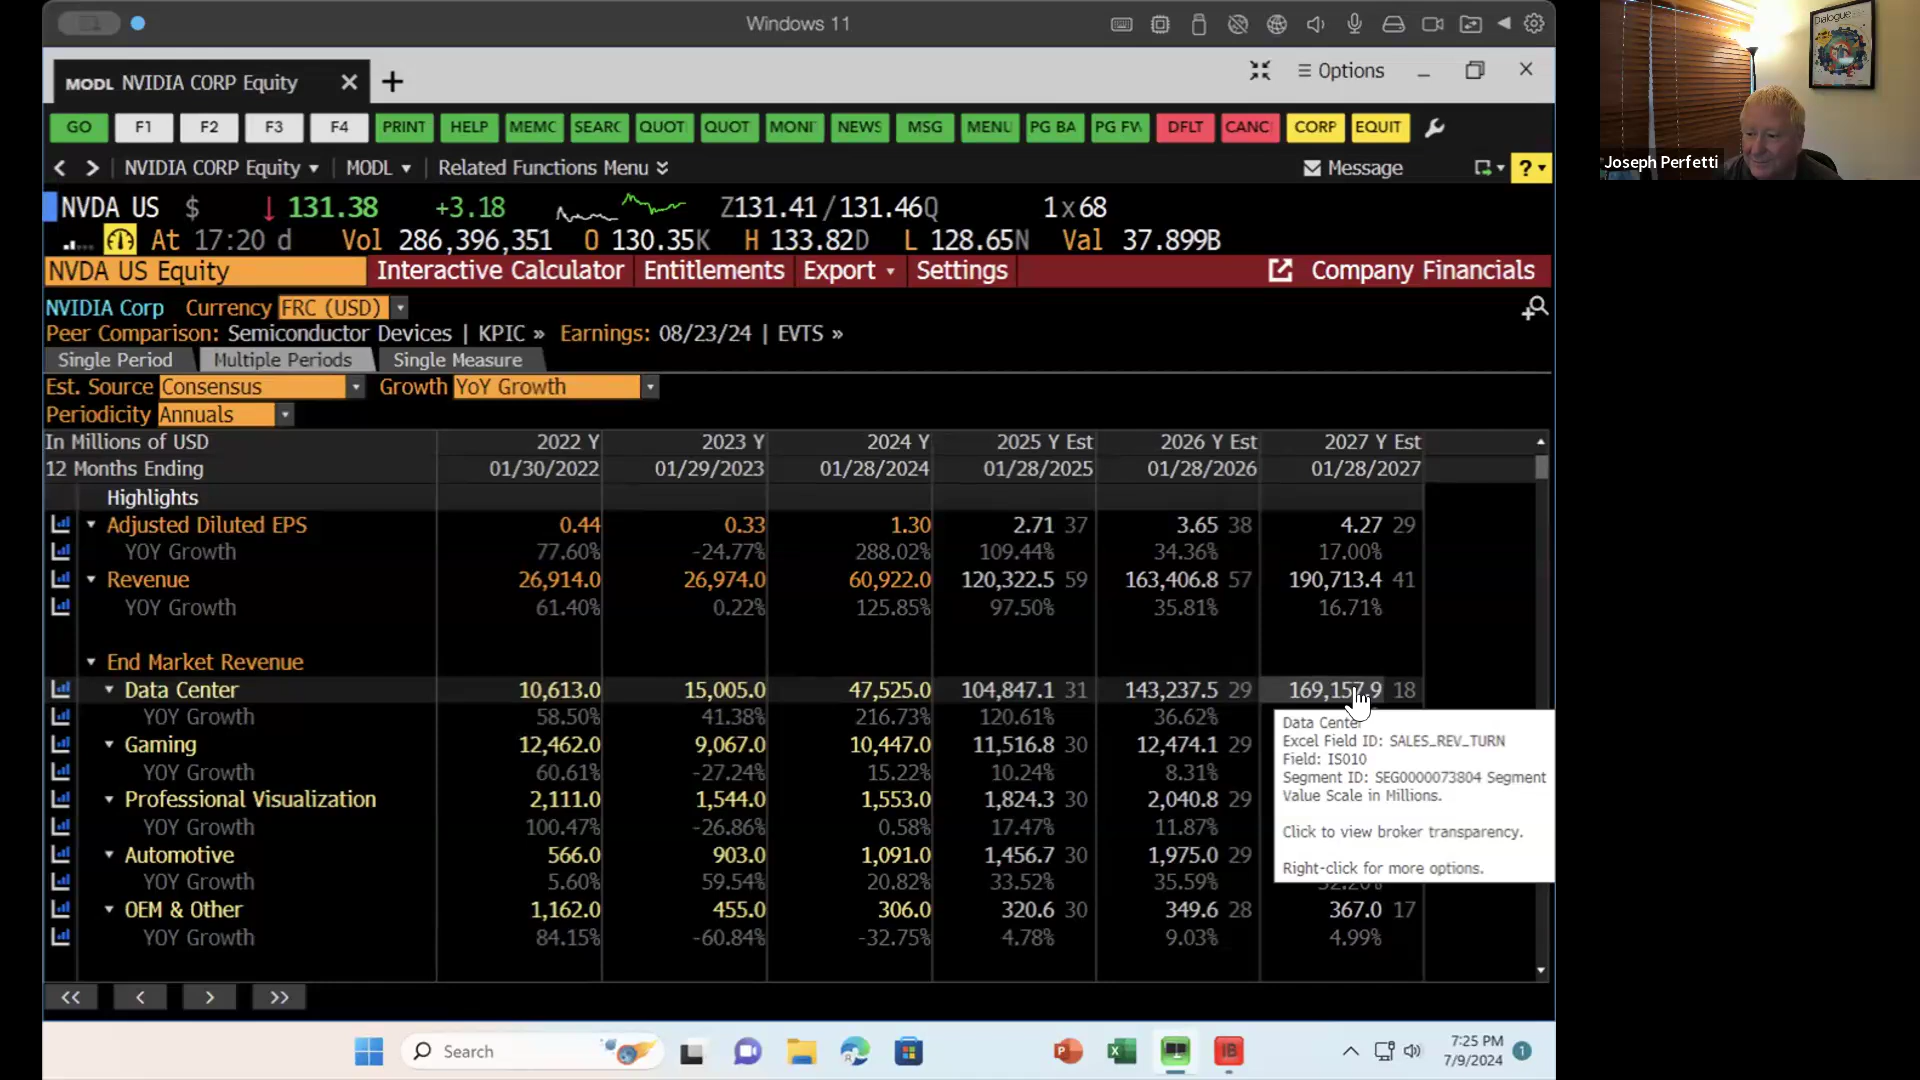 Windows 11
MODL NVIDIA CORP Equity
Options
GO F1 F2 F3 F4 PRINT HELP MEMC SEARC QUOT QUOT MONI NEWS MSG MENU PG BA PG FW DFLT CANC CORP EQUIT
NVIDIA CORP Equity MODL Related Functions Menu Message ?
NVDA US $ ↓ 131.38 +3.18 Z131.41/131.46Q 1x68
At 17:20 d Vol 286,396,351 O 130.35K H 133.82D L 128.65N Val 37.899B
NVDA US Equity Interactive Calculator Entitlements Export Settings Company Financials
NVIDIA Corp Currency FRC (USD)
Peer Comparison: Semiconductor Devices | KPIC » Earnings: 08/23/24 | EVTS »
Single Period Multiple Periods Single Measure
Est. Source Consensus Growth YoY Growth
Periodicity Annuals
In Millions of USD 2022 Y 2023 Y 2024 Y 2025 Y Est 2026 Y Est 2027 Y Est
12 Months Ending 01/30/2022 01/29/2023 01/28/2024 01/28/2025 01/28/2026 01/28/2027
Highlights
Adjusted Diluted EPS 0.44 0.33 1.30 2.71 37 3.65 38 4.27 29
YOY Growth 77.60% -24.77% 288.02% 109.44% 34.36% 17.00%
Revenue 26,914.0 26,974.0 60,922.0 120,322.5 59 163,406.8 57 190,713.4 41
YOY Growth 61.40% 0.22% 125.85% 97.50% 35.81% 16.71%
End Market Revenue
Data Center 10,613.0 15,005.0 47,525.0 104,847.1 31 143,237.5 29 169,157.9 18
YOY Growth 58.50% 41.38% 216.73% 120.61% 36.62%
Gaming 12,462.0 9,067.0 10,447.0 11,516.8 30 12,474.1 29
YOY Growth 60.61% -27.24% 15.22% 10.24% 8.31%
Professional Visualization 2,111.0 1,544.0 1,553.0 1,824.3 30 2,040.8 29
YOY Growth 100.47% -26.86% 0.58% 17.47% 11.87%
Automotive 566.0 903.0 1,091.0 1,456.7 30 1,975.0 29
YOY Growth 5.60% 59.54% 20.82% 33.52% 35.59%
OEM & Other 1,162.0 455.0 306.0 320.6 30 349.6 28 367.0 17
YOY Growth 84.15% -60.84% -32.75% 4.78% 9.03% 4.99%
Data Center
Excel Field ID: SALES_REV_TURN
Field: IS010
Segment ID: SEG0000073804 Segment
Value Scale in Millions.
Click to view broker transparency.
Right-click for more options.
<< < > >>
Search
7:25 PM
7/9/2024
1
Dialogue
Joseph Perfetti